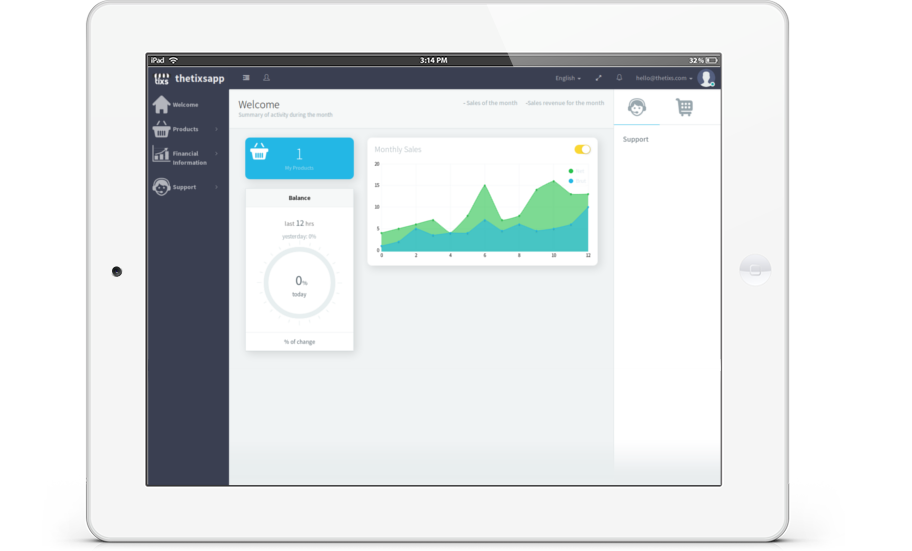 iPad
3:14 PM
32 %
tixs thetixsapp
English
hello@thetixs.com
Welcome
Products
Financial
Information
Support
Welcome
Summary of activity during the month
- Sales of the month -Sales revenue for the month
1
My Products
Balance
last 12 hrs
yesterday: 8%
0%
today
% of change
Monthly Sales
20
15
10
5
0
0 2 4 6 8 10 12
Support